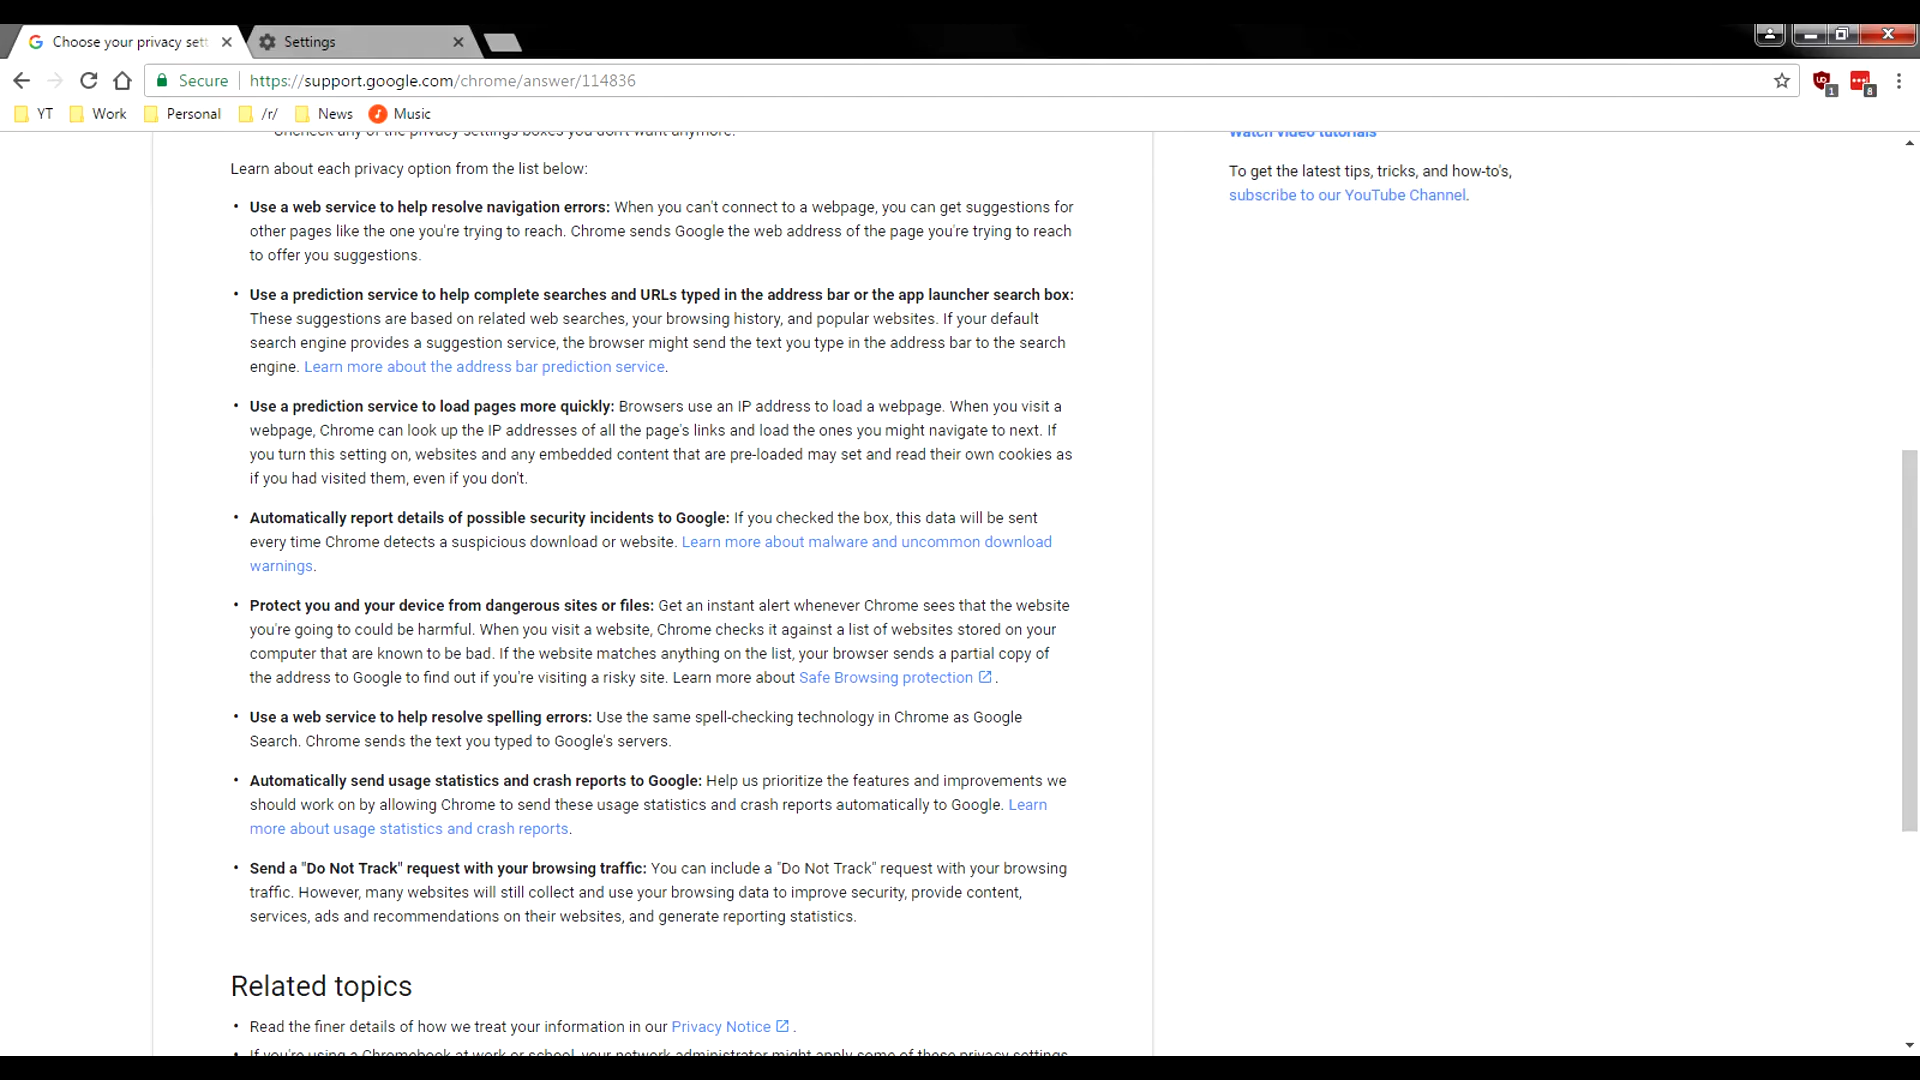 Choose your privacy sett
Settings
Secure
https://support.google.com/chrome/answer/114836
1
8
YT
Work
Personal
/r/
News
Music
Uncheck any of the privacy settings boxes you don't want anymore.
Watch video tutorials
Learn about each privacy option from the list below:
To get the latest tips, tricks, and how-to's,
subscribe to our YouTube Channel.
• Use a web service to help resolve navigation errors: When you can't connect to a webpage, you can get suggestions for
other pages like the one you're trying to reach. Chrome sends Google the web address of the page you're trying to reach
to offer you suggestions.
• Use a prediction service to help complete searches and URLs typed in the address bar or the app launcher search box:
These suggestions are based on related web searches, your browsing history, and popular websites. If your default
search engine provides a suggestion service, the browser might send the text you type in the address bar to the search
engine. Learn more about the address bar prediction service.
• Use a prediction service to load pages more quickly: Browsers use an IP address to load a webpage. When you visit a
webpage, Chrome can look up the IP addresses of all the page's links and load the ones you might navigate to next. If
you turn this setting on, websites and any embedded content that are pre-loaded may set and read their own cookies as
if you had visited them, even if you don't.
• Automatically report details of possible security incidents to Google: If you checked the box, this data will be sent
every time Chrome detects a suspicious download or website. Learn more about malware and uncommon download
warnings.
• Protect you and your device from dangerous sites or files: Get an instant alert whenever Chrome sees that the website
you're going to could be harmful. When you visit a website, Chrome checks it against a list of websites stored on your
computer that are known to be bad. If the website matches anything on the list, your browser sends a partial copy of
the address to Google to find out if you're visiting a risky site. Learn more about Safe Browsing protection.
• Use a web service to help resolve spelling errors: Use the same spell-checking technology in Chrome as Google
Search. Chrome sends the text you typed to Google's servers.
• Automatically send usage statistics and crash reports to Google: Help us prioritize the features and improvements we
should work on by allowing Chrome to send these usage statistics and crash reports automatically to Google. Learn
more about usage statistics and crash reports.
• Send a "Do Not Track" request with your browsing traffic: You can include a "Do Not Track" request with your browsing
traffic. However, many websites will still collect and use your browsing data to improve security, provide content,
services, ads and recommendations on their websites, and generate reporting statistics.
Related topics
• Read the finer details of how we treat your information in our Privacy Notice.
• If you're using a Chromebook at work or school, your network administrator might apply some of these privacy settings